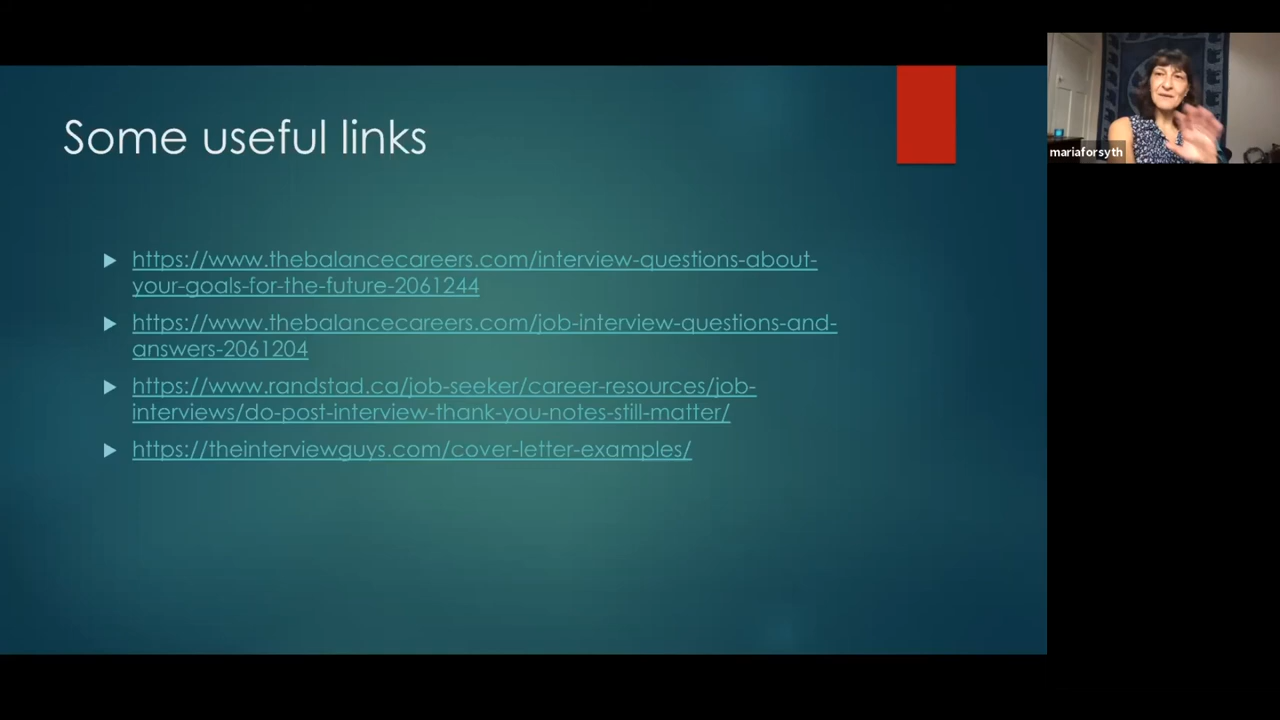 Some useful links
https://www.thebalancecareers.com/interview-questions-about-
your-goals-for-the-future-2061244
https://www.thebalancecareers.com/job-interview-questions-and-
answers-2061204
https://www.randstad.ca/job-seeker/career-resources/job-
interviews/do-post-interview-thank-you-notes-still-matter/
https://theinterviewguys.com/cover-letter-examples/
mariaforsyth